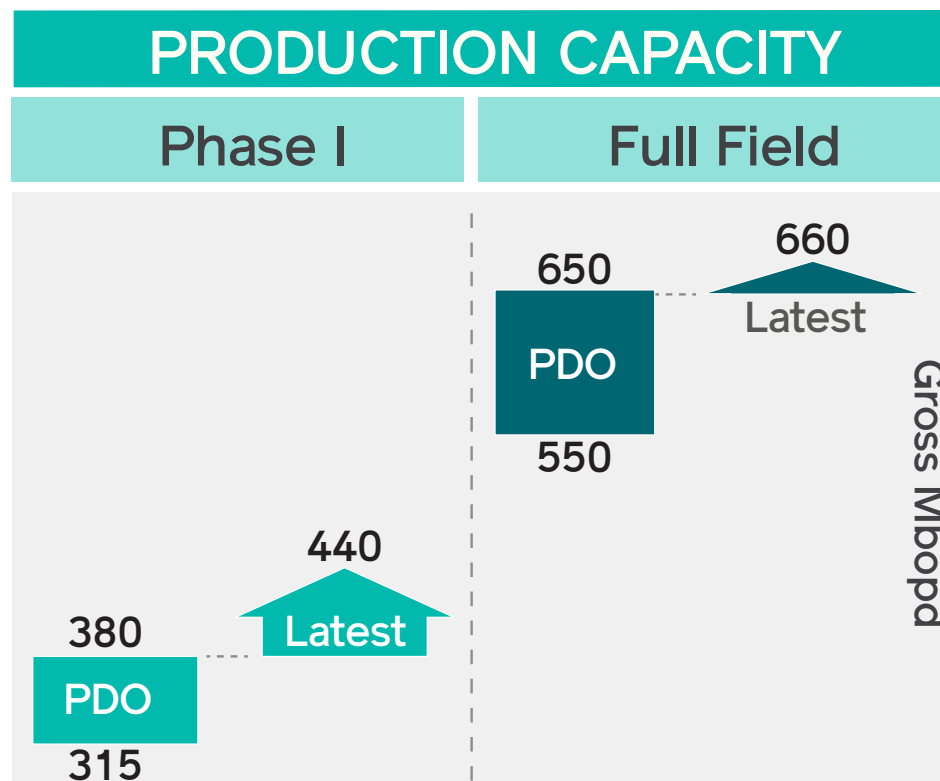 PRODUCTION CAPACITY
Phase I
Full Field
440
Latest
380
PDO
315
650
PDO
550
660
Latest
Gross Mbopd